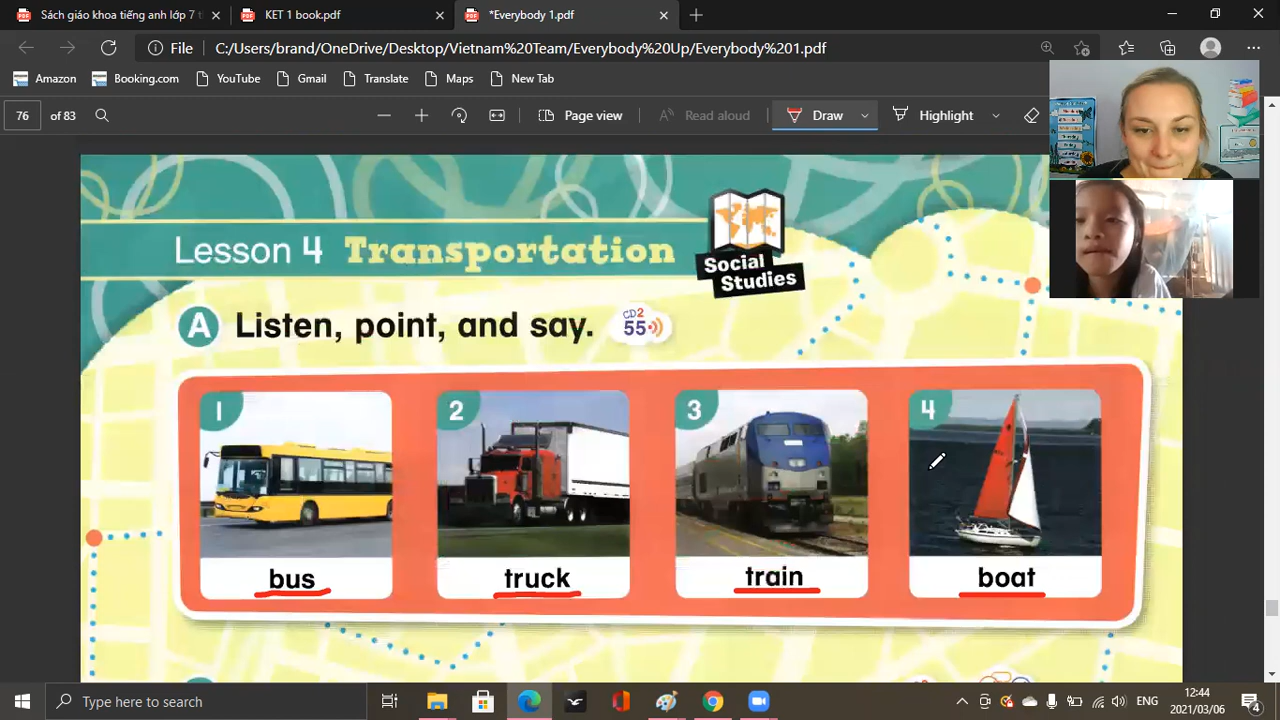 Sách giáo khoa tiếng anh lớp 7 t
KET 1 book.pdf
*Everybody 1.pdf
File
C:/Users/brand/OneDrive/Desktop/Vietnam%20Team/Everybody%20Up/Everybody%201.pdf
Amazon
Booking.com
YouTube
Gmail
Translate
Maps
New Tab
76 of 83
Page view
Read aloud
Draw
Highlight
Lesson 4 Transportation
Social
Studies
A Listen, point, and say.
CD2
55
1
2
3
4
bus
truck
train
boat
Type here to search
ENG
12:44
2021/03/06
4